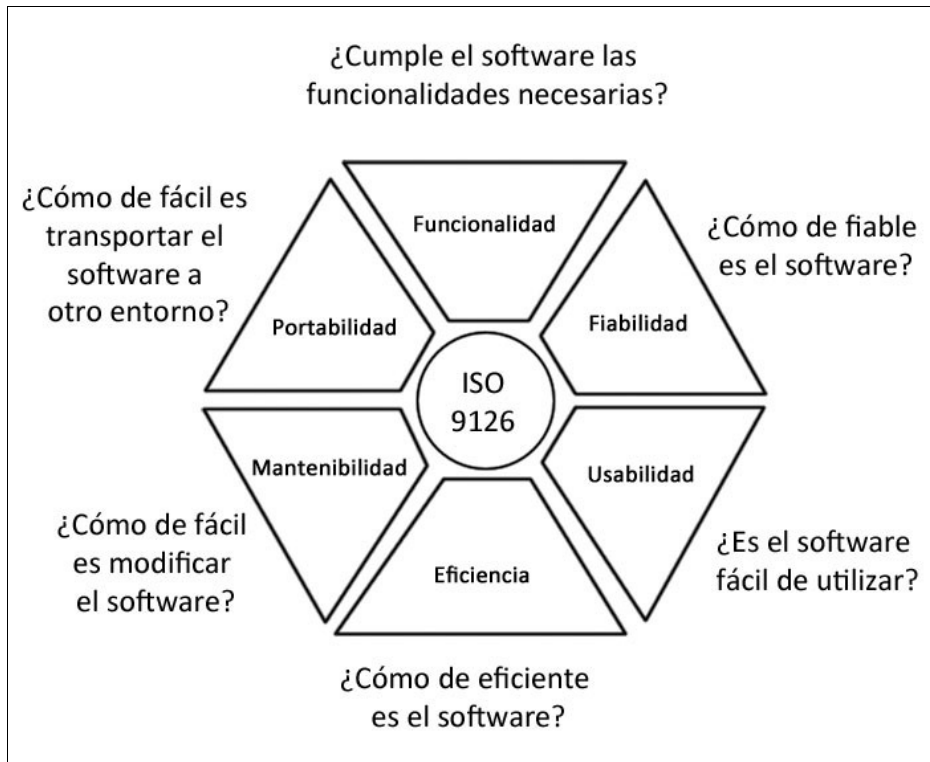 ¿Cumple el software las
funcionalidades necesarias?
Funcionalidad
¿Cómo de fácil es
transportar el
software a
otro entorno?
Portabilidad
¿Cómo de fiable
es el software?
Fiabilidad
ISO
9126
Mantenibilidad
¿Cómo de fácil
es modificar
el software?
Usabilidad
¿Es el software
fácil de utilizar?
Eficiencia
¿Cómo de eficiente
es el software?